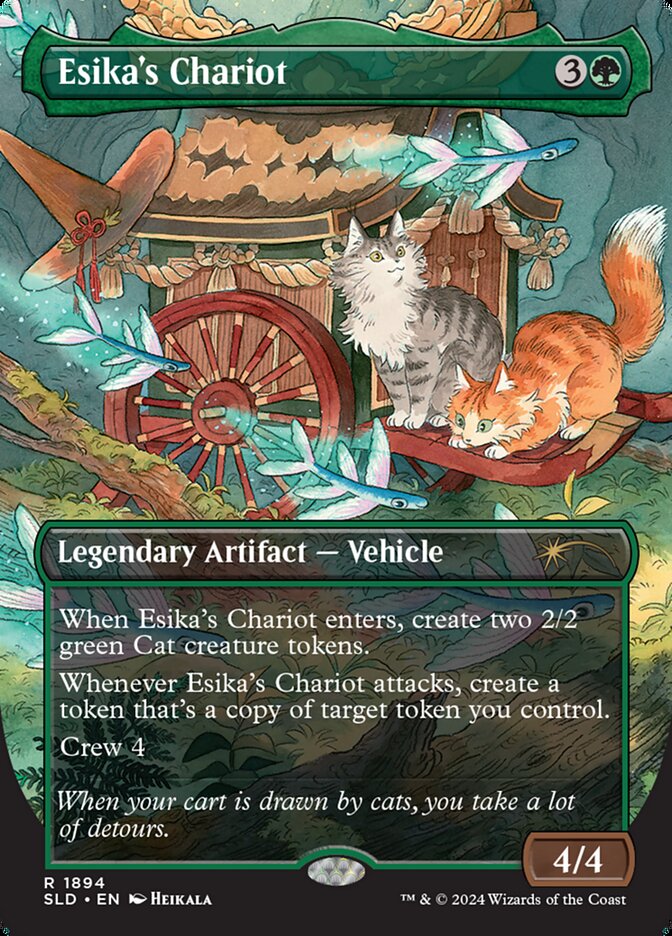 Esika's Chariot 3
Legendary Artifact — Vehicle
When Esika's Chariot enters, create two 2/2
green Cat creature tokens.
Whenever Esika's Chariot attacks, create a
token that's a copy of target token you control.
Crew 4
When your cart is drawn by cats, you take a lot
of detours.
4/4
R 1894
SLD • EN HEIKALA
™ & © 2024 Wizards of the Coast